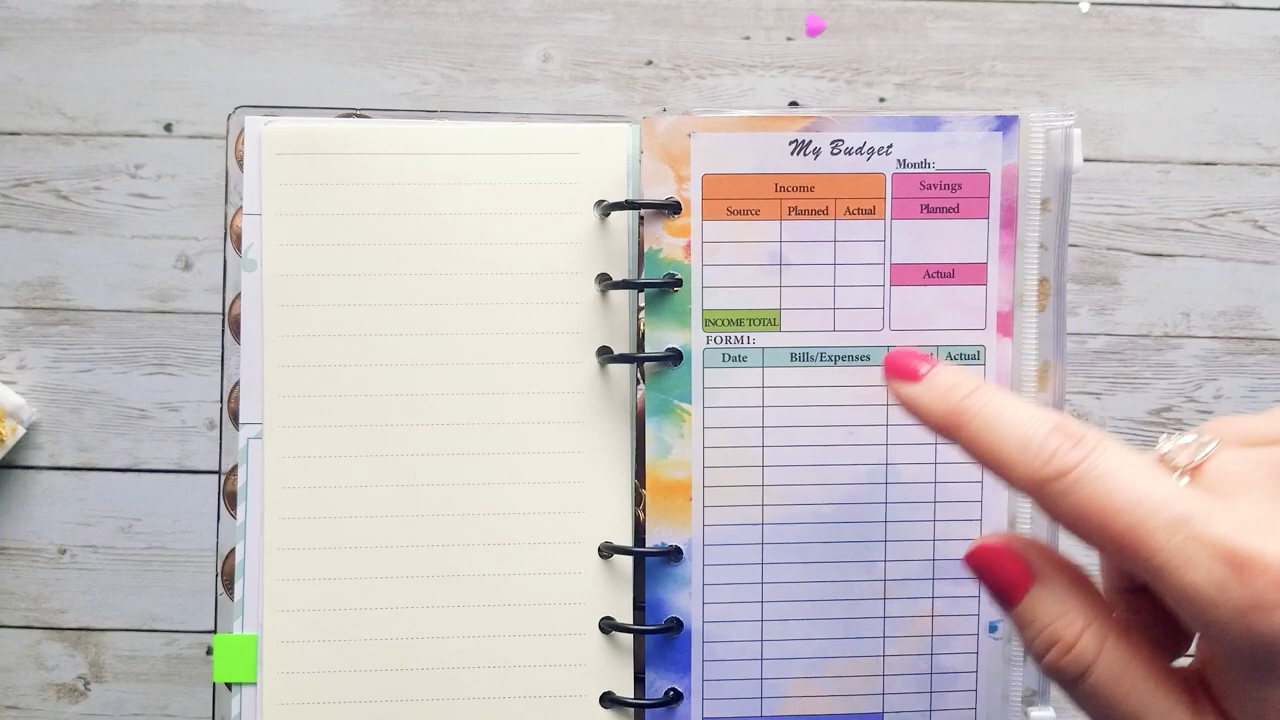 My Budget
Month:
Income
Savings
Source Planned Actual
Planned
Actual
INCOME TOTAL
FORM1:
Date Bills/Expenses Actual